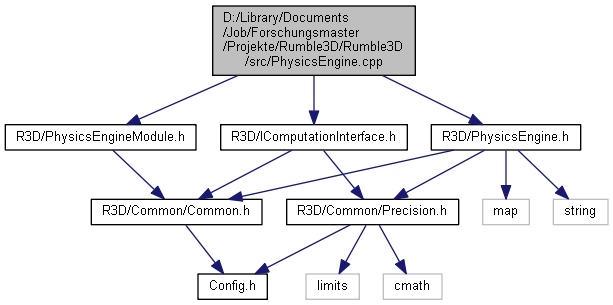 D:/Library/Documents
/Job/Forschungsmaster
/Projekte/Rumble3D/Rumble3D
/src/PhysicsEngine.cpp
R3D/PhysicsEngineModule.h
R3D/IComputationInterface.h
R3D/PhysicsEngine.h
R3D/Common/Common.h
R3D/Common/Precision.h
map
string
Config.h
limits
cmath